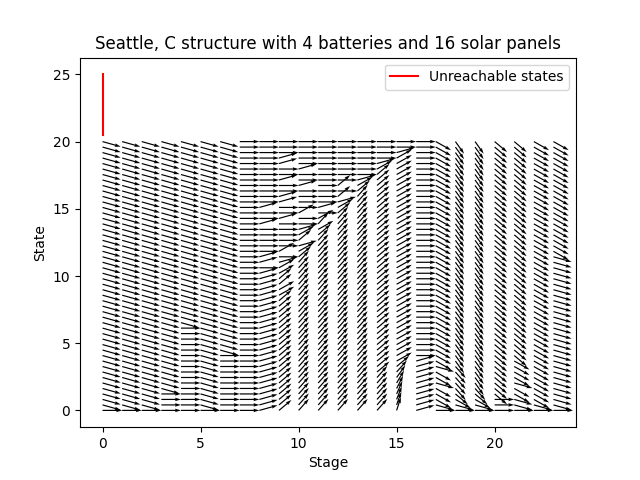 Seattle, C structure with 4 batteries and 16 solar panels
Unreachable states
25
20
15
10
5
0
State
0 5 10 15 20
Stage